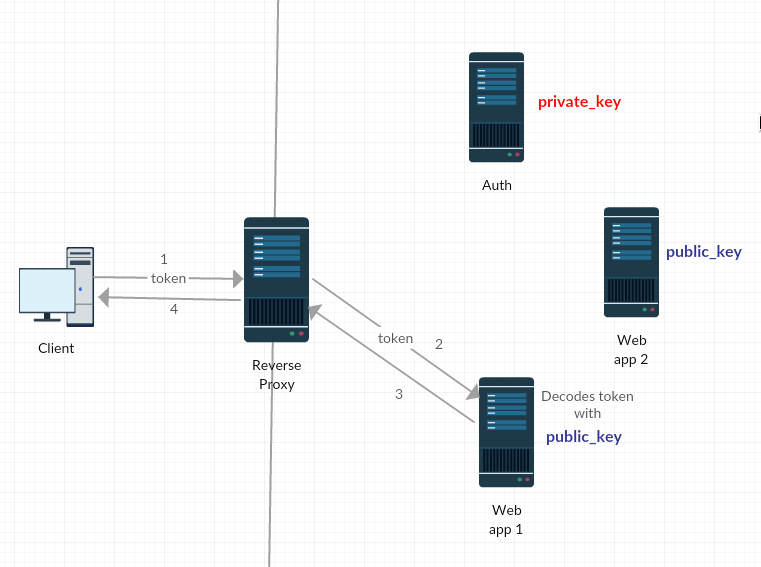 private_key
Auth
public_key
1
token
4
Client
Web
app 2
token
2
3
Reverse
Proxy
Decodes token
with
public_key
Web
app 1